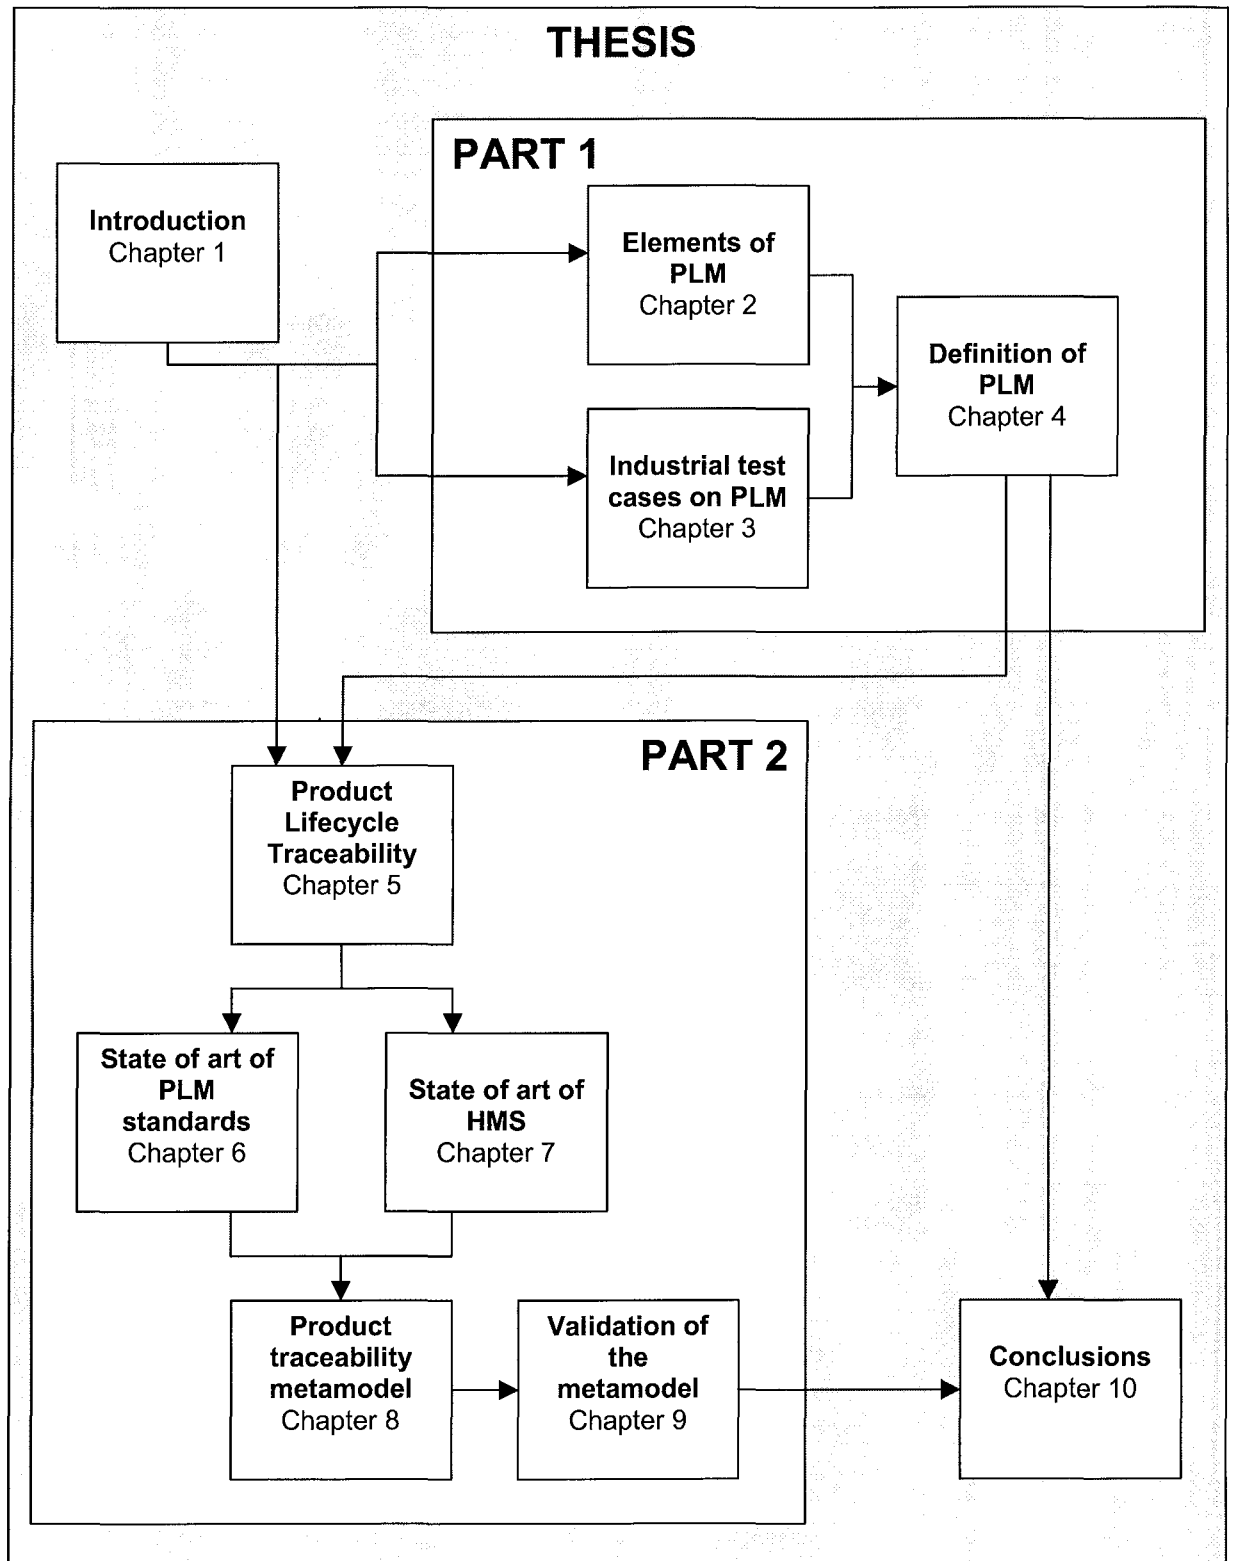 THESIS
PART 1
Introduction
Chapter 1
Elements of
PLM
Chapter 2
Definition of
PLM
Chapter 4
Industrial test
cases on PLM
Chapter 3
PART 2
Product
Lifecycle
Traceability
Chapter 5
State of art of
PLM
standards
Chapter 6
State of art of
HMS
Chapter 7
Product
traceability
metamodel
Chapter 8
Validation of
the
metamodel
Chapter 9
Conclusions
Chapter 10